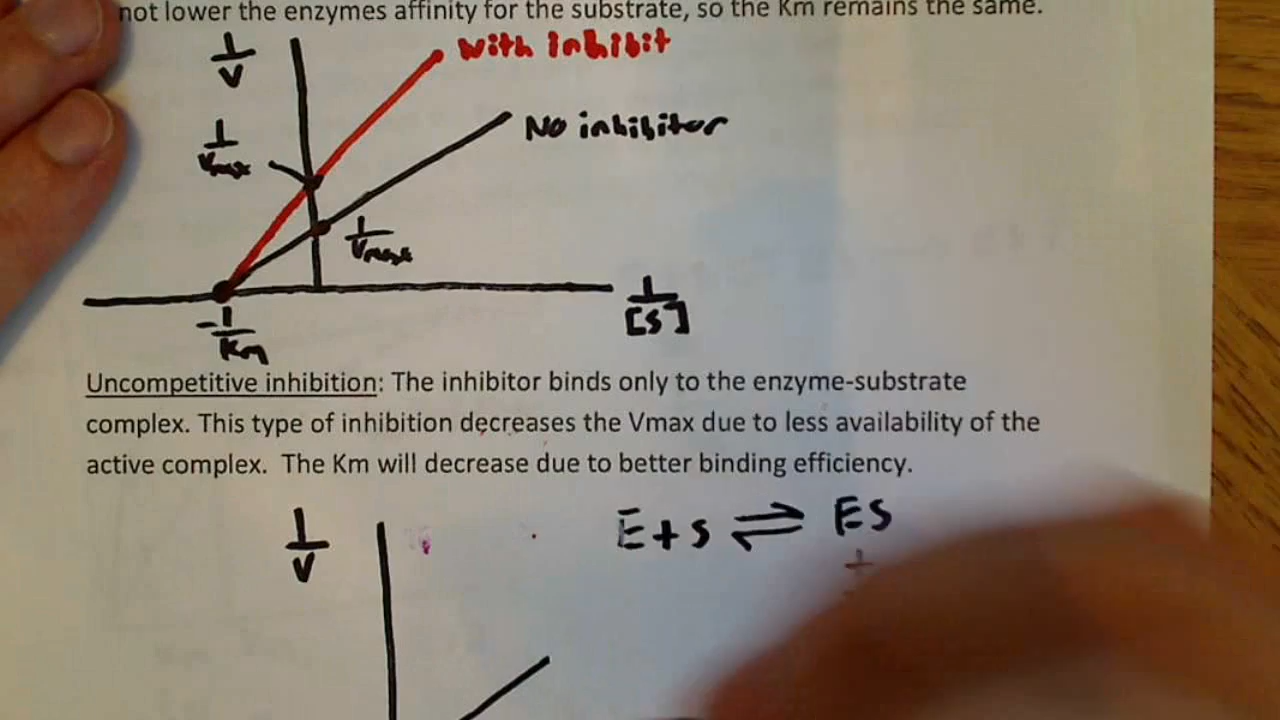 not lower the enzymes affinity for the substrate, so the Km remains the same.
1/v
with inhibit
No inhibitor
1/Vmax
1/Vmax
1/[S]
-1/Km
Uncompetitive inhibition: The inhibitor binds only to the enzyme-substrate
complex. This type of inhibition decreases the Vmax due to less availability of the
active complex. The Km will decrease due to better binding efficiency.
1/v
E+S ⇌ ES
+